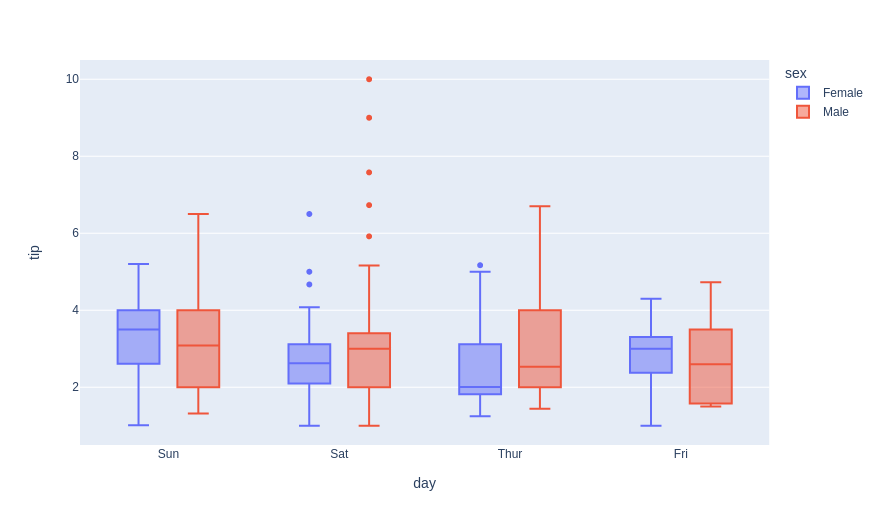 sex
Female
Male
10
8
6
4
2
tip
Sun Sat Thur Fri
day